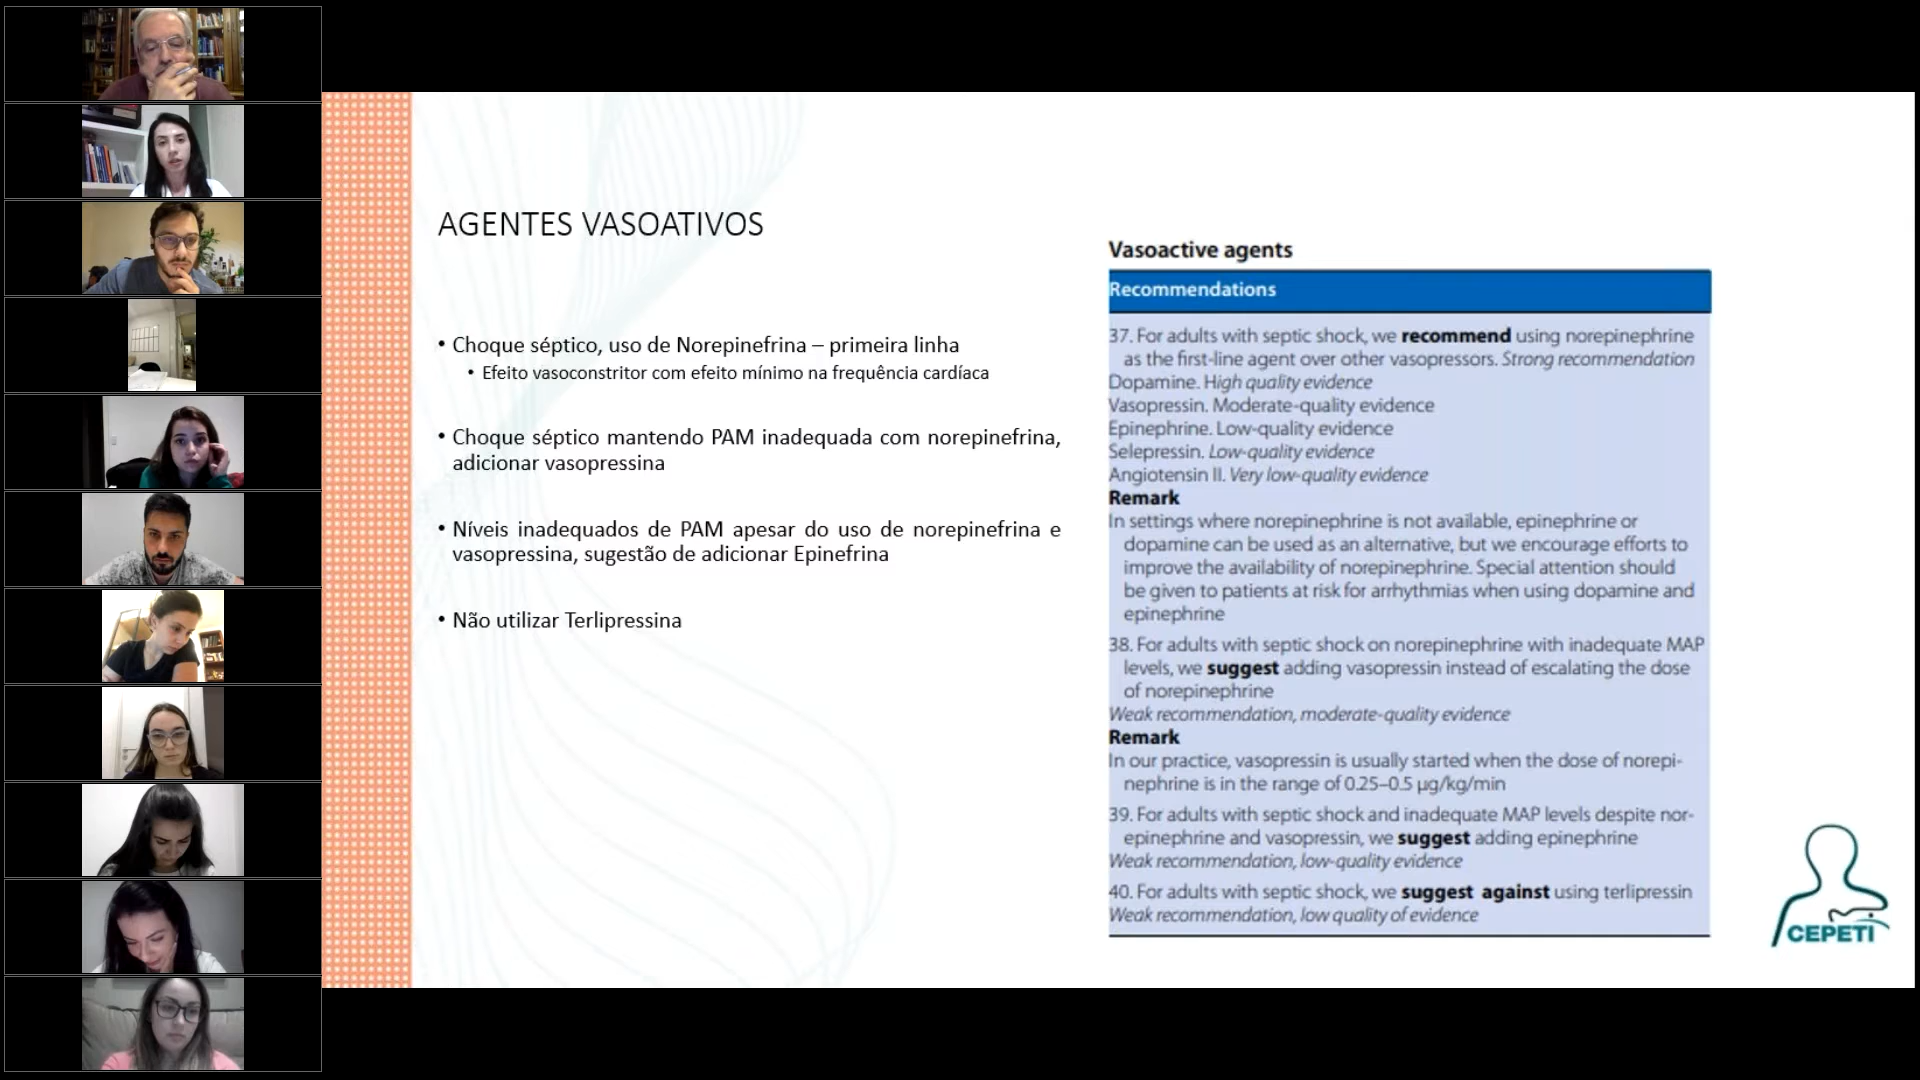 AGENTES VASOATIVOS
• Choque séptico, uso de Norepinefrina – primeira linha
• Efeito vasoconstritor com efeito mínimo na frequência cardíaca
• Choque séptico mantendo PAM inadequada com norepinefrina,
adicionar vasopressina
• Níveis inadequados de PAM apesar do uso de norepinefrina e
vasopressina, sugestão de adicionar Epinefrina
• Não utilizar Terlipressina
Vasoactive agents
Recommendations
37. For adults with septic shock, we recommend using norepinephrine
as the first-line agent over other vasopressors. Strong recommendation
Dopamine. High quality evidence
Vasopressin. Moderate-quality evidence
Epinephrine. Low-quality evidence
Selepressin. Low-quality evidence
Angiotensin II. Very low-quality evidence
Remark
In settings where norepinephrine is not available, epinephrine or
dopamine can be used as an alternative, but we encourage efforts to
improve the availability of norepinephrine. Special attention should
be given to patients at risk for arrhythmias when using dopamine and
epinephrine
38. For adults with septic shock on norepinephrine with inadequate MAP
levels, we suggest adding vasopressin instead of escalating the dose
of norepinephrine
Weak recommendation, moderate-quality evidence
Remark
In our practice, vasopressin is usually started when the dose of norepi-
nephrine is in the range of 0.25–0.5 μg/kg/min
39. For adults with septic shock and inadequate MAP levels despite nor-
epinephrine and vasopressin, we suggest adding epinephrine
Weak recommendation, low-quality evidence
40. For adults with septic shock, we suggest against using terlipressin
Weak recommendation, low quality of evidence
CEPETI